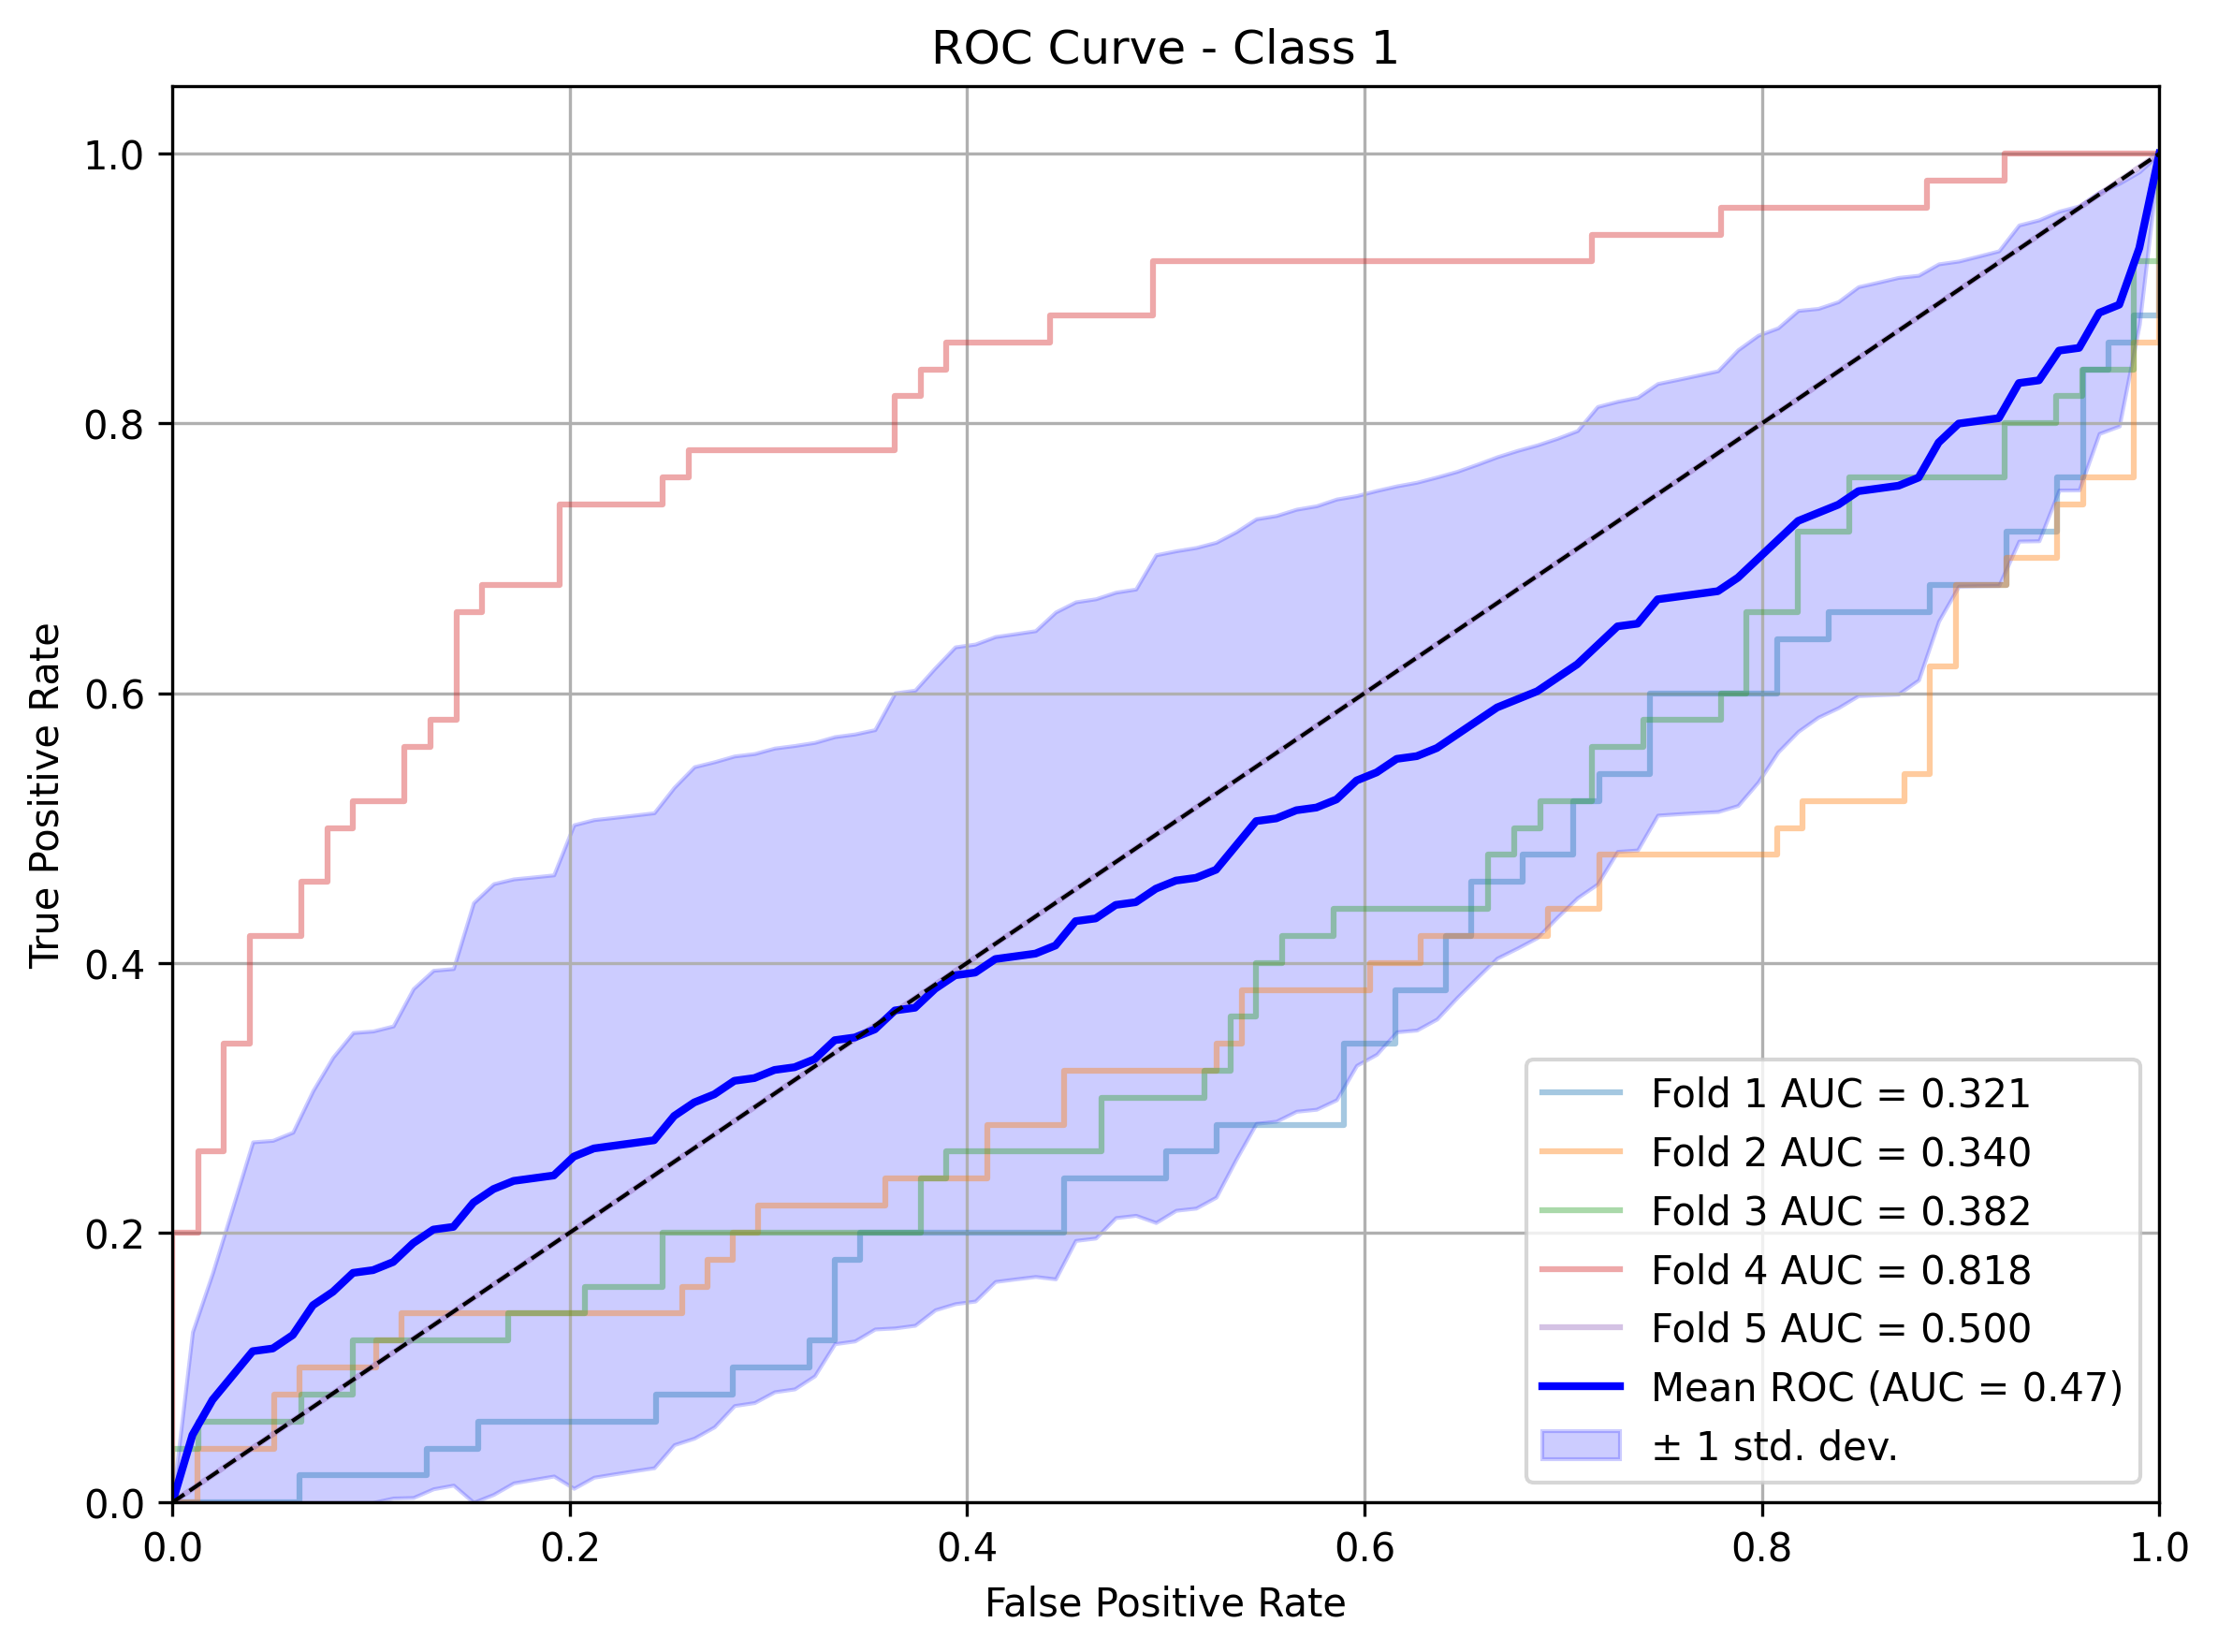 ROC Curve - Class 1
True Positive Rate
1.0
0.8
0.6
0.4
0.2
0.0
0.0 0.2 0.4 0.6 0.8 1.0
False Positive Rate
Fold 1 AUC = 0.321
Fold 2 AUC = 0.340
Fold 3 AUC = 0.382
Fold 4 AUC = 0.818
Fold 5 AUC = 0.500
Mean ROC (AUC = 0.47)
± 1 std. dev.